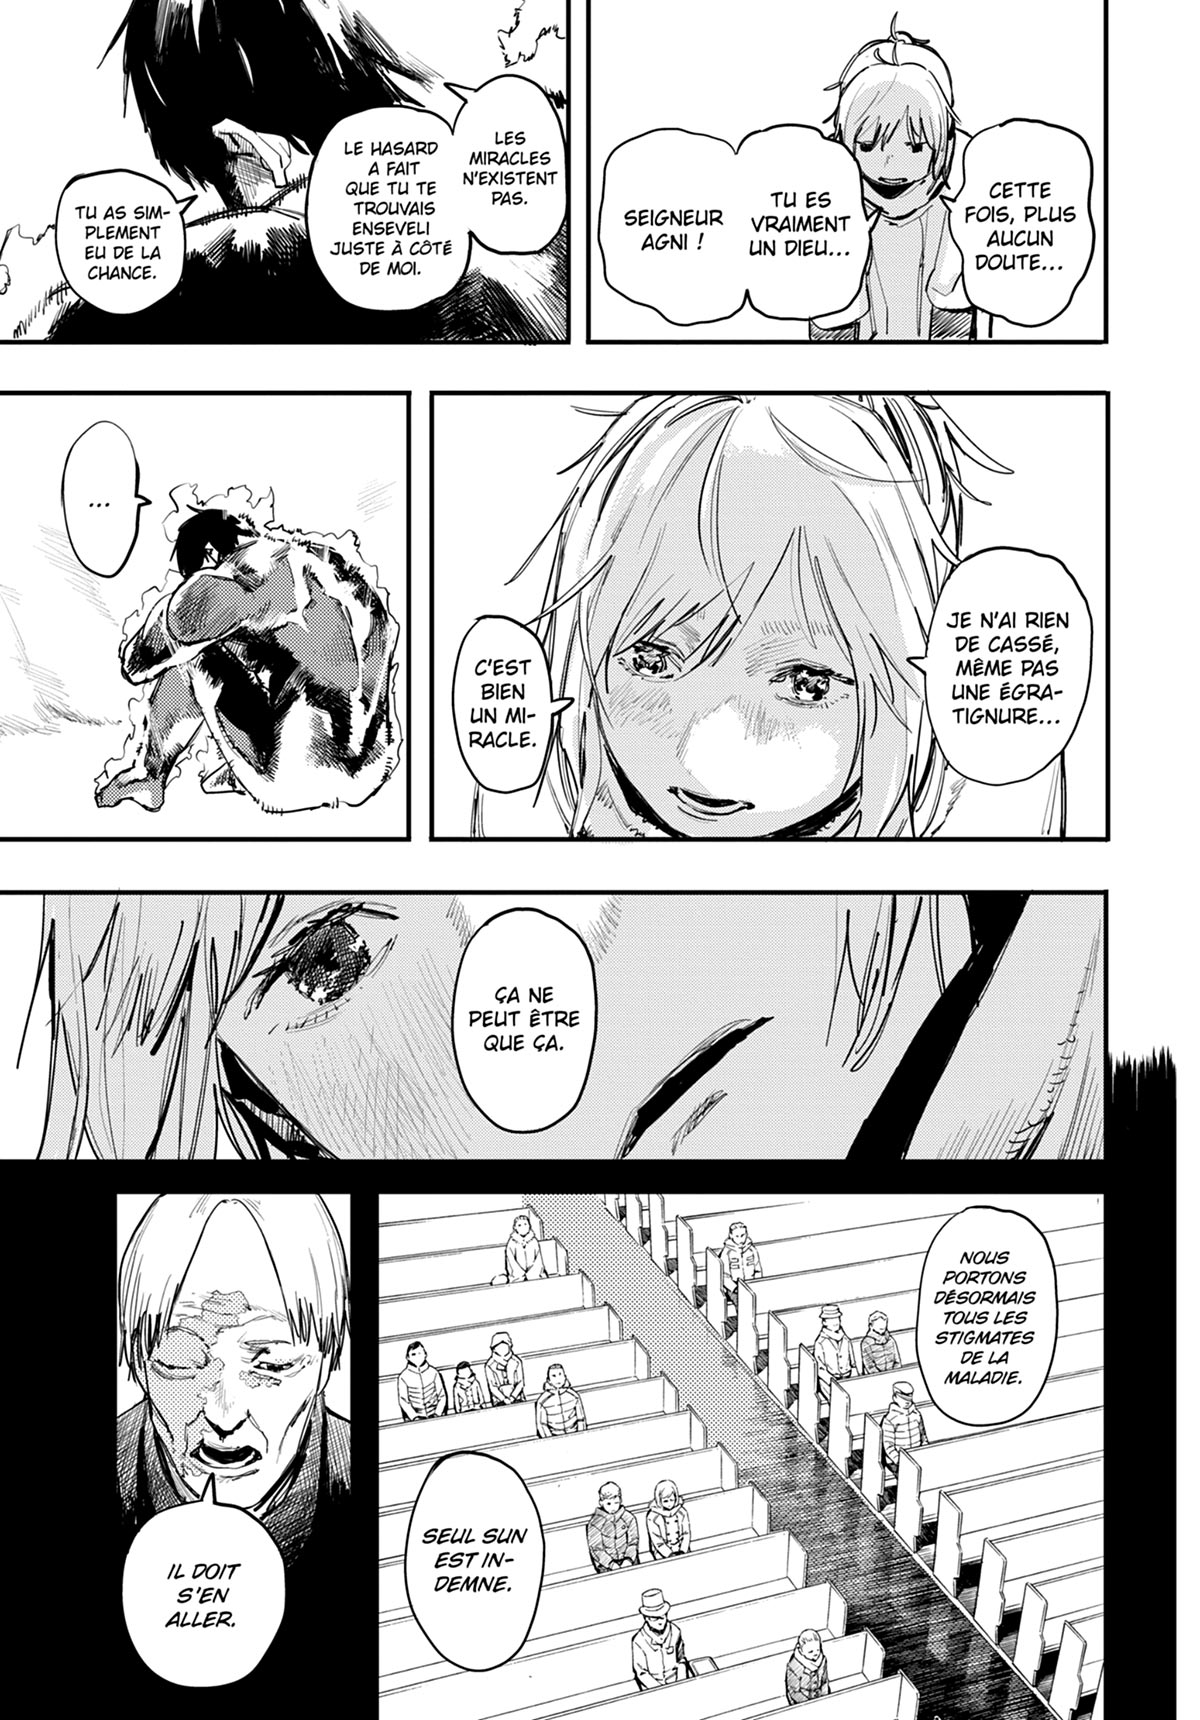 CETTE
FOIS, PLUS
AUCUN
DOUTE...
TU ES
VRAIMENT
UN DIEU...
SEIGNEUR
AGNI !
LES
MIRACLES
N'EXISTENT
PAS.
LE HASARD
A FAIT
QUE TU TE
TROUVAIS
ENSEVELI
JUSTE À CÔTÉ
DE MOI.
TU AS SIM-
PLEMENT
EU DE LA
CHANCE.
JE N'AI RIEN
DE CASSÉ,
MÊME PAS
UNE ÉGRA-
TIGNURE...
C'EST
BIEN
UN MI-
RACLE.
...
ÇA NE
PEUT ÊTRE
QUE ÇA.
NOUS
PORTONS
DÉSORMAIS
TOUS LES
STIGMATES
DE LA
MALADIE.
SEUL SUN
EST IN-
DEMNE.
IL DOIT
S'EN
ALLER.